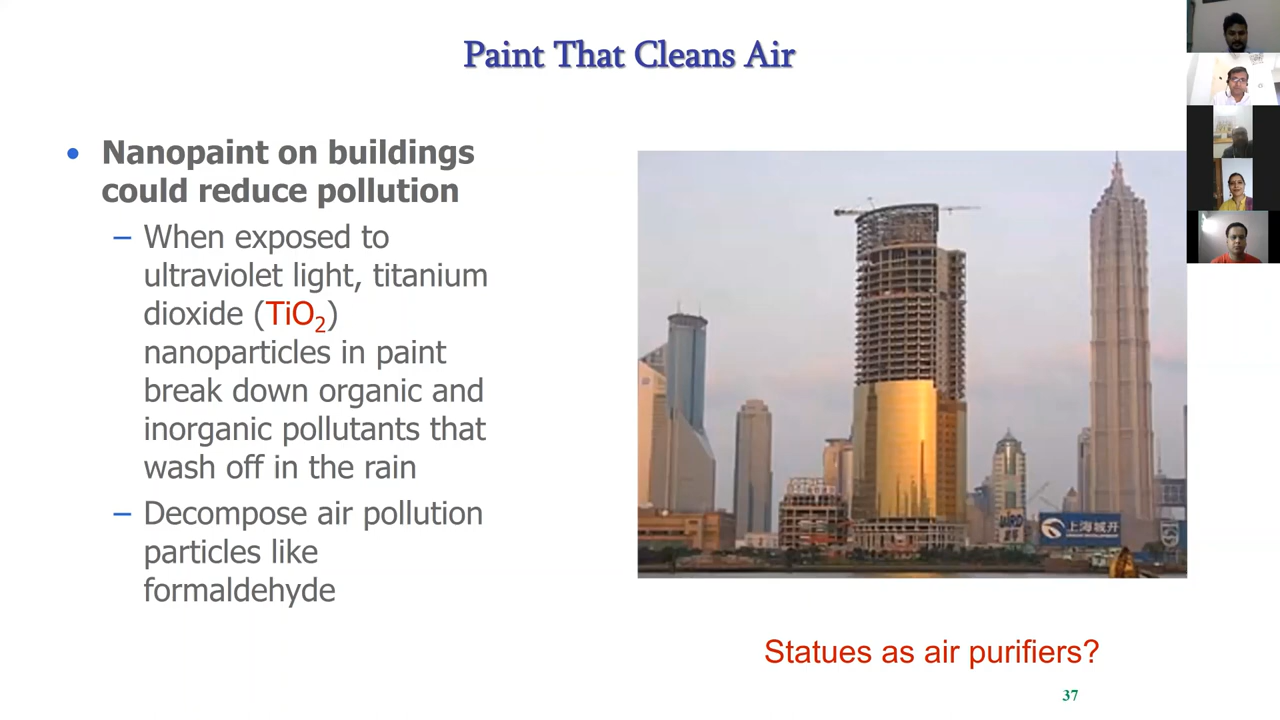 Paint That Cleans Air
• Nanopaint on buildings
could reduce pollution
– When exposed to
ultraviolet light, titanium
dioxide (TiO₂)
nanoparticles in paint
break down organic and
inorganic pollutants that
wash off in the rain
– Decompose air pollution
particles like
formaldehyde
上海城开
Statues as air purifiers?
37